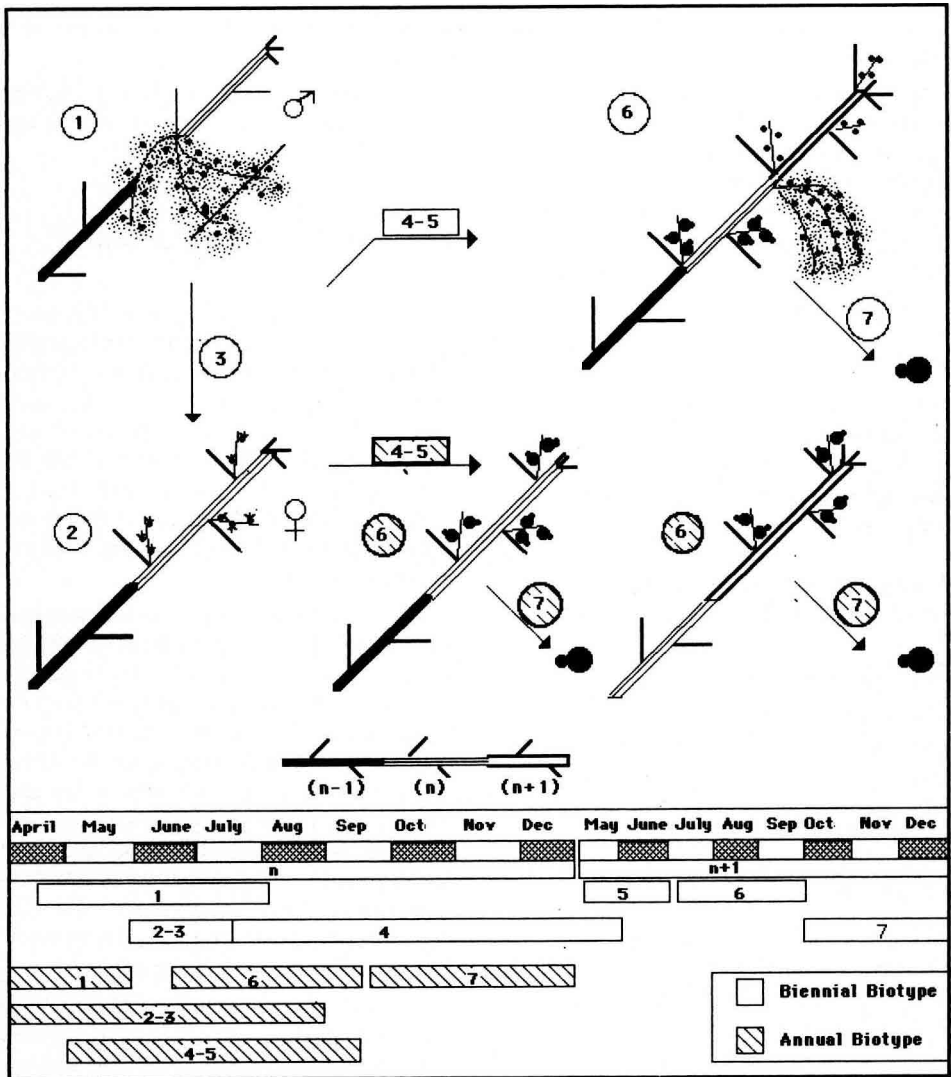 1
♂
6
4-5
7
3
4-5
2
♀
6
6
7
7
(n-1) (n) (n+1)
April May June July Aug Sep Oct Nov Dec May June July Aug Sep Oct Nov Dec
n n+1
1 5 6
2-3 4 7
1 6 7
2-3
4-5
Biennial Biotype
Annual Biotype